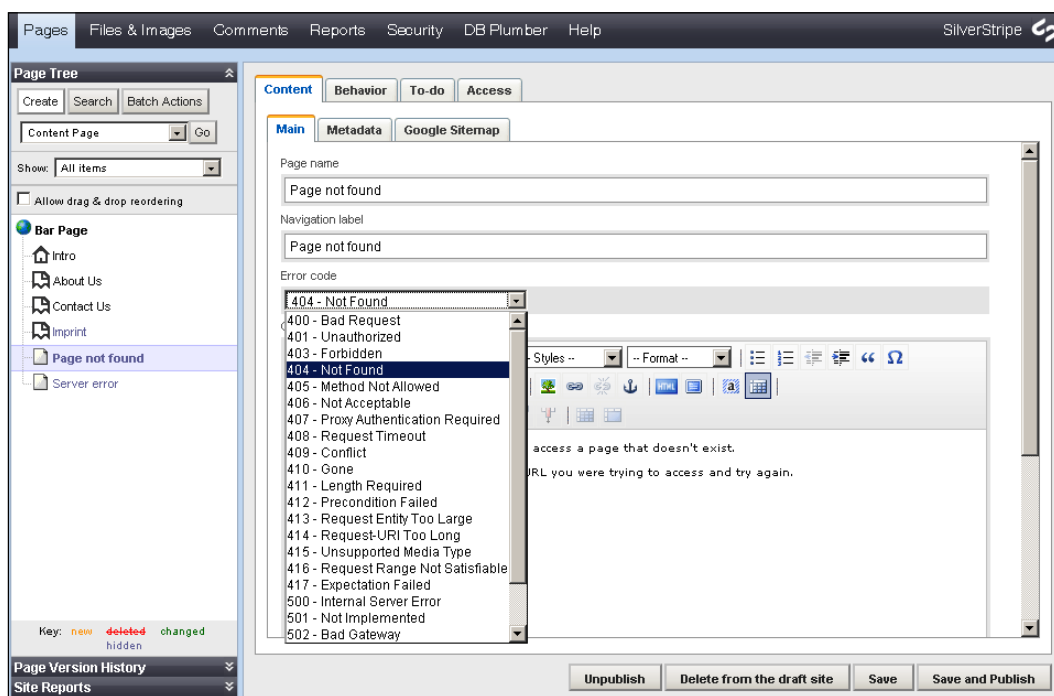 Pages Files & Images Comments Reports Security DB Plumber Help SilverStripe
Page Tree
Create Search Batch Actions
Content Page Go
Show: All items
Allow drag & drop reordering
Bar Page
Intro
About Us
Contact Us
Imprint
Page not found
Server error
Key: new deleted changed
hidden
Page Version History
Site Reports
Content Behavior To-do Access
Main Metadata Google Sitemap
Page name
Page not found
Navigation label
Page not found
Error code
404 - Not Found
400 - Bad Request
401 - Unauthorized
403 - Forbidden
404 - Not Found
405 - Method Not Allowed
406 - Not Acceptable
407 - Proxy Authentication Required
408 - Request Timeout
409 - Conflict
410 - Gone
411 - Length Required
412 - Precondition Failed
413 - Request Entity Too Large
414 - Request-URI Too Long
415 - Unsupported Media Type
416 - Request Range Not Satisfiable
417 - Expectation Failed
500 - Internal Server Error
501 - Not Implemented
502 - Bad Gateway
Styles -- -- Format --
HTML
access a page that doesn't exist.
URL you were trying to access and try again.
Unpublish Delete from the draft site Save Save and Publish